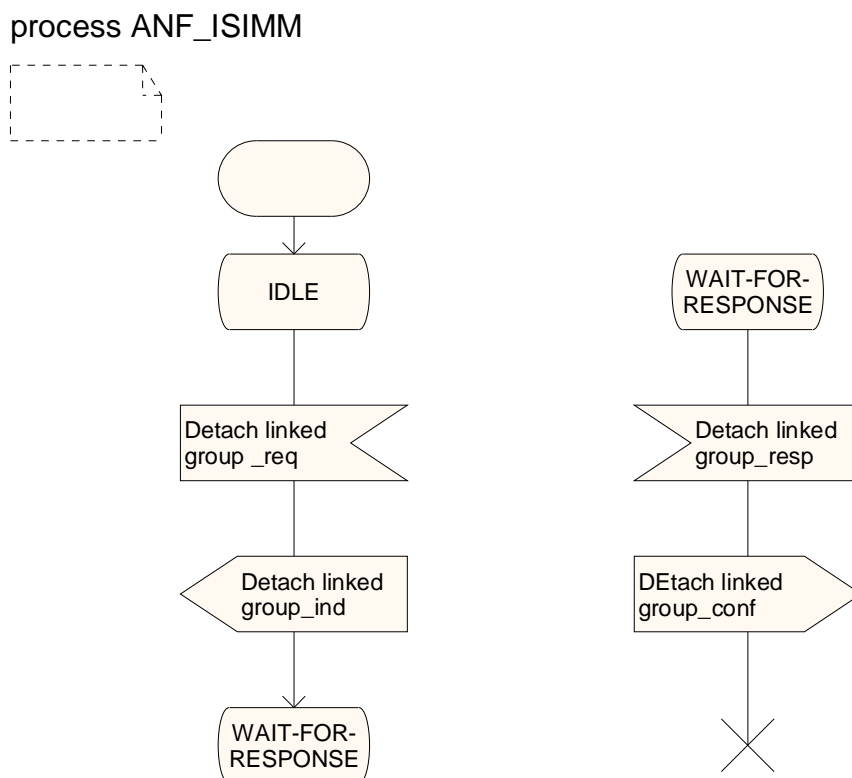 process ANF_ISIMM
IDLE
Detach linked
group _req
Detach linked
group_ind
WAIT-FOR-
RESPONSE
WAIT-FOR-
RESPONSE
Detach linked
group_resp
DEtach linked
group_conf